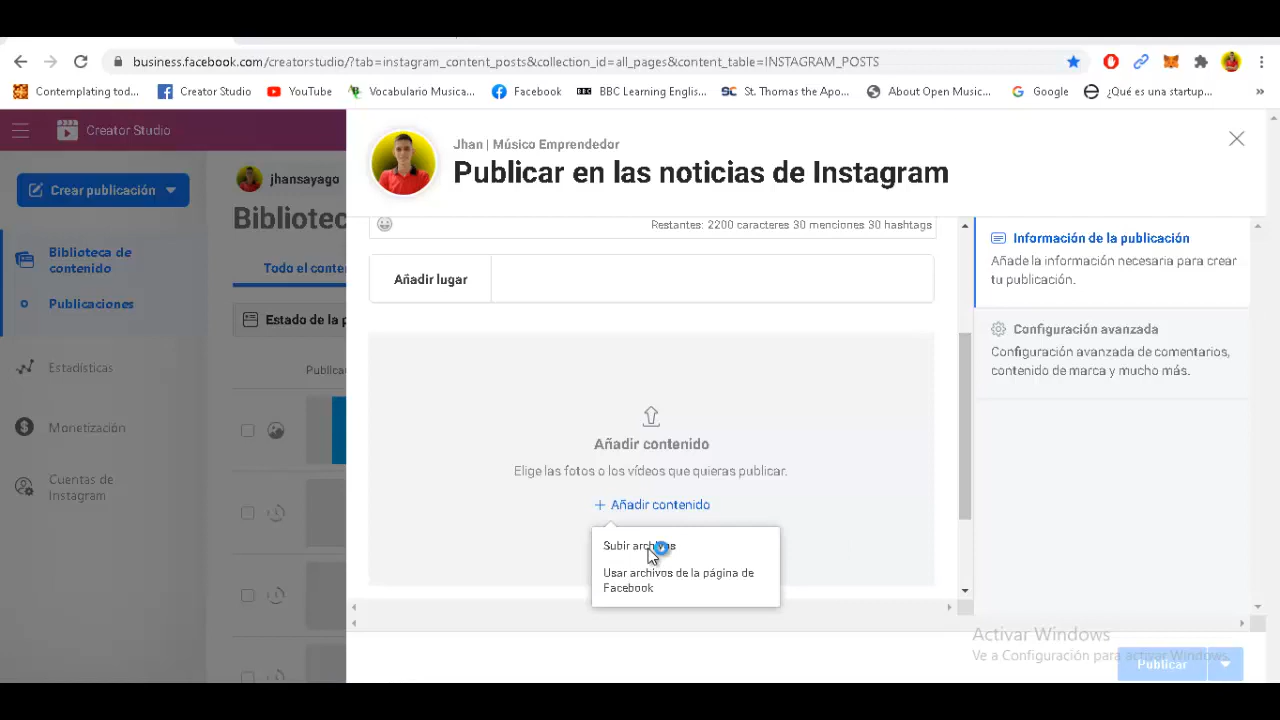 business.facebook.com/creatorstudio/?tab=instagram_content_posts&collection_id=all_pages&content_table=INSTAGRAM_POSTS
Contemplating tod... Creator Studio YouTube Vocabulario Musica... Facebook BBC Learning Englis... St. Thomas the Apo... About Open Music... Google ¿Qué es una startup... »
Creator Studio
Jhan | Músico Emprendedor
Publicar en las noticias de Instagram
Crear publicación
jhansayago
Bibliotec
Biblioteca de
contenido
Todo el conte
Publicaciones
Estado de la p
Estadísticas
Publica
Monetización
Cuentas de
Instagram
Restantes: 2200 caracteres 30 menciones 30 hashtags
Añadir lugar
Añadir contenido
Elige las fotos o los vídeos que quieras publicar.
+ Añadir contenido
Subir archivos
Usar archivos de la página de
Facebook
Información de la publicación
Añade la información necesaria para crear
tu publicación.
Configuración avanzada
Configuración avanzada de comentarios,
contenido de marca y mucho más.
Activar Windows
Ve a Configuración para activar Windows.
Publicar